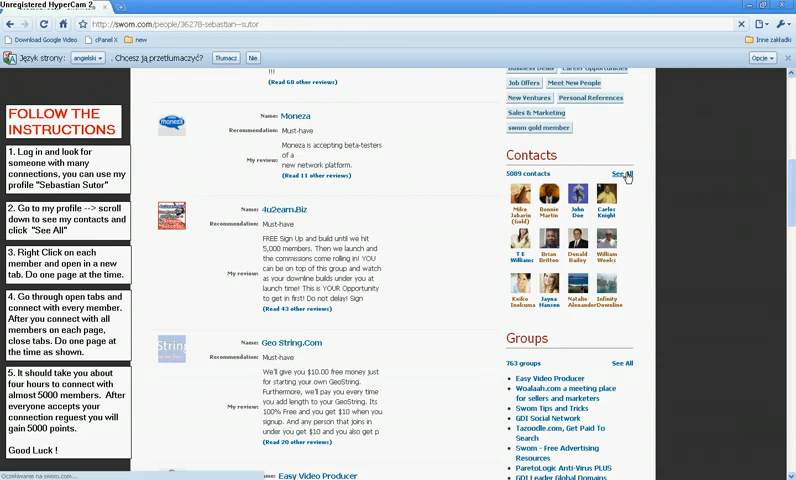 Unregistered HyperCam 2
http://swom.com/people/36278-sebastian--sutor
Download Google Video
cPanel X
new
Inne zakładki
Język strony:
angielski
. Chcesz ją przetłumaczyć?
Tłumacz
Nie
Opcje
FOLLOW THE
INSTRUCTIONS
1. Log in and look for
someone with many
connections, you can use my
profile "Sebastian Sutor"
2. Go to my profile --> scroll
down to see my contacts and
click "See All"
3. Right Click on each
member and open in a new
tab. Do one page at the time.
4. Go through open tabs and
connect with every member.
After you connect with all
members on each page,
close tabs. Do one page at
the time as shown.
5. It should take you about
four hours to connect with
almost 5000 members. After
everyone accepts your
connection request you will
gain 5000 points.
Good Luck !
!!!
(Read 68 other reviews)
Name: Moneza
Recommendation: Must-have
My review:
Moneza is accepting beta-testers
of a
new network platform.
(Read 11 other reviews)
Name: 4u2earn.Biz
Recommendation: Must-have
My review:
FREE Sign Up and build until we hit
5,000 members. Then we launch and
the commissions come rolling in! YOU
can be on top of this group and watch
as your downline builds under you at
launch time! This is YOUR Opportunity
to get in first! Do not delay! Sign
(Read 43 other reviews)
Name: Geo String.Com
Recommendation: Must-have
My review:
We'll give you $10.00 free money just
for starting your own GeoString.
Furthermore, we'll pay you every time
you add length to your GeoString. Its
100% Free and you get $10 when you
signup. And any person that joins in
under you get $10 and you also get p
(Read 20 other reviews)
Name: Easy Video Producer
Business Deals
Career Opportunities
Job Offers
Meet New People
New Ventures
Personal References
Sales & Marketing
swom gold member
Contacts
5089 contacts
See All
Mike
Jabarin
(Gold)
Bonnie
Martin
John
Doe
Carles
Knight
T E
Williams
Brian
Britton
Donald
Bailey
William
Weeks
Keiko
Jayna
Hansen
Natalie
Alexander
Infinity
Downline
Groups
763 groups
See All
Easy Video Producer
Woalaah.com a meeting place
for sellers and marketers
Swom Tips and Tricks
GDI Social Network
Tazoodle.com, Get Paid To
Search
Swom - Free Advertising
Resources
ParetoLogic Anti-Virus PLUS
GDI Leader Global Domains
Oczekiwanie na swom.com...